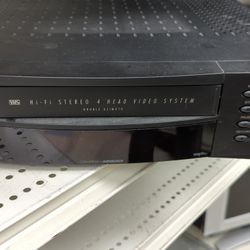 VHS HI-FI STEREO 4 HEAD VIDEO SYSTEM
DOUBLE AZIMUTH